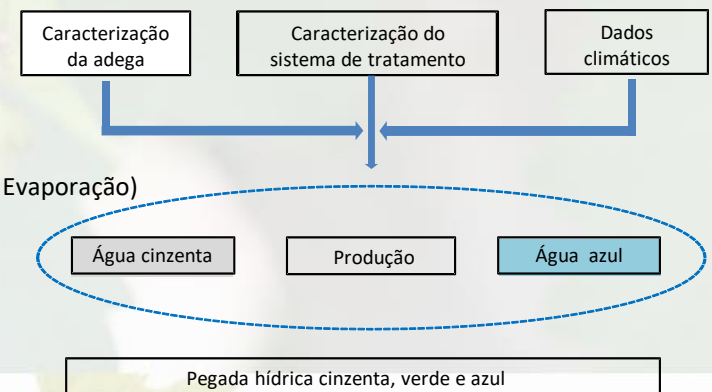 Caracterização
da adega
Caracterização do
sistema de tratamento
Dados
climáticos
Evaporação)
Água cinzenta
Produção
Água azul
Pegada hídrica cinzenta, verde e azul